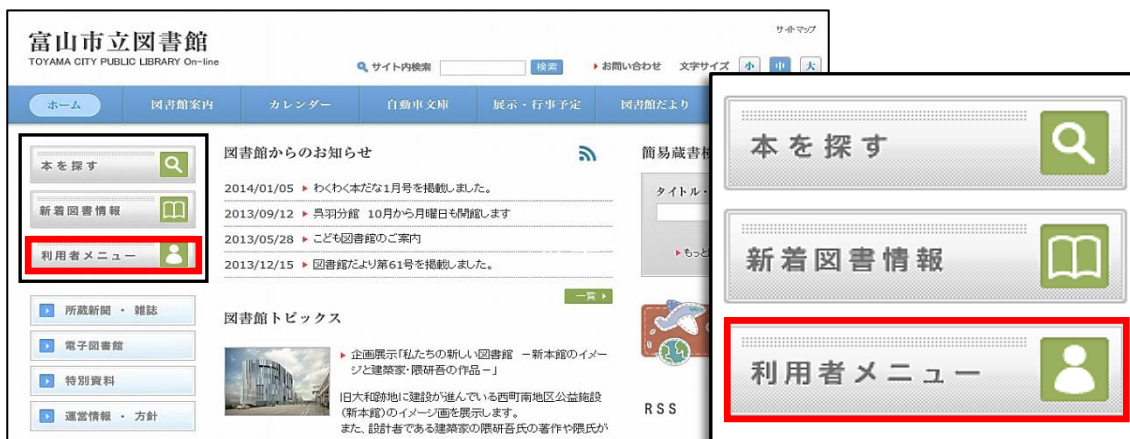 サイトマップ
富山市立図書館
TOYAMA CITY PUBLIC LIBRARY On-line
サイト内検索 検索 お問い合わせ 文字サイズ 小 中 大
ホーム 図書館案内 カレンダー 自動車文庫 展示・行事予定 図書館だより
本を探す
新着図書情報
利用者メニュー
所蔵新聞・雑誌
電子図書館
特別資料
運営情報・方針
図書館からのお知らせ
2014/01/05 わくわく本だな1月号を掲載しました。
2013/09/12 呉羽分館 10月から月曜日も開館します
2013/05/28 こども図書館のご案内
2013/12/15 図書館だより第61号を掲載しました。
一覧
図書館トピックス
企画展示「私たちの新しい図書館 −新本館のイメー
ジと建築家・隈研吾の作品−」
旧大和跡地に建設が進んでいる西町南地区公益施設
(新本館)のイメージ画を展示します。
また、設計者である建築家の隈研吾氏の著作や隈氏が
簡易蔵書検
タイトル・
もっと
RSS
本を探す
新着図書情報
利用者メニュー